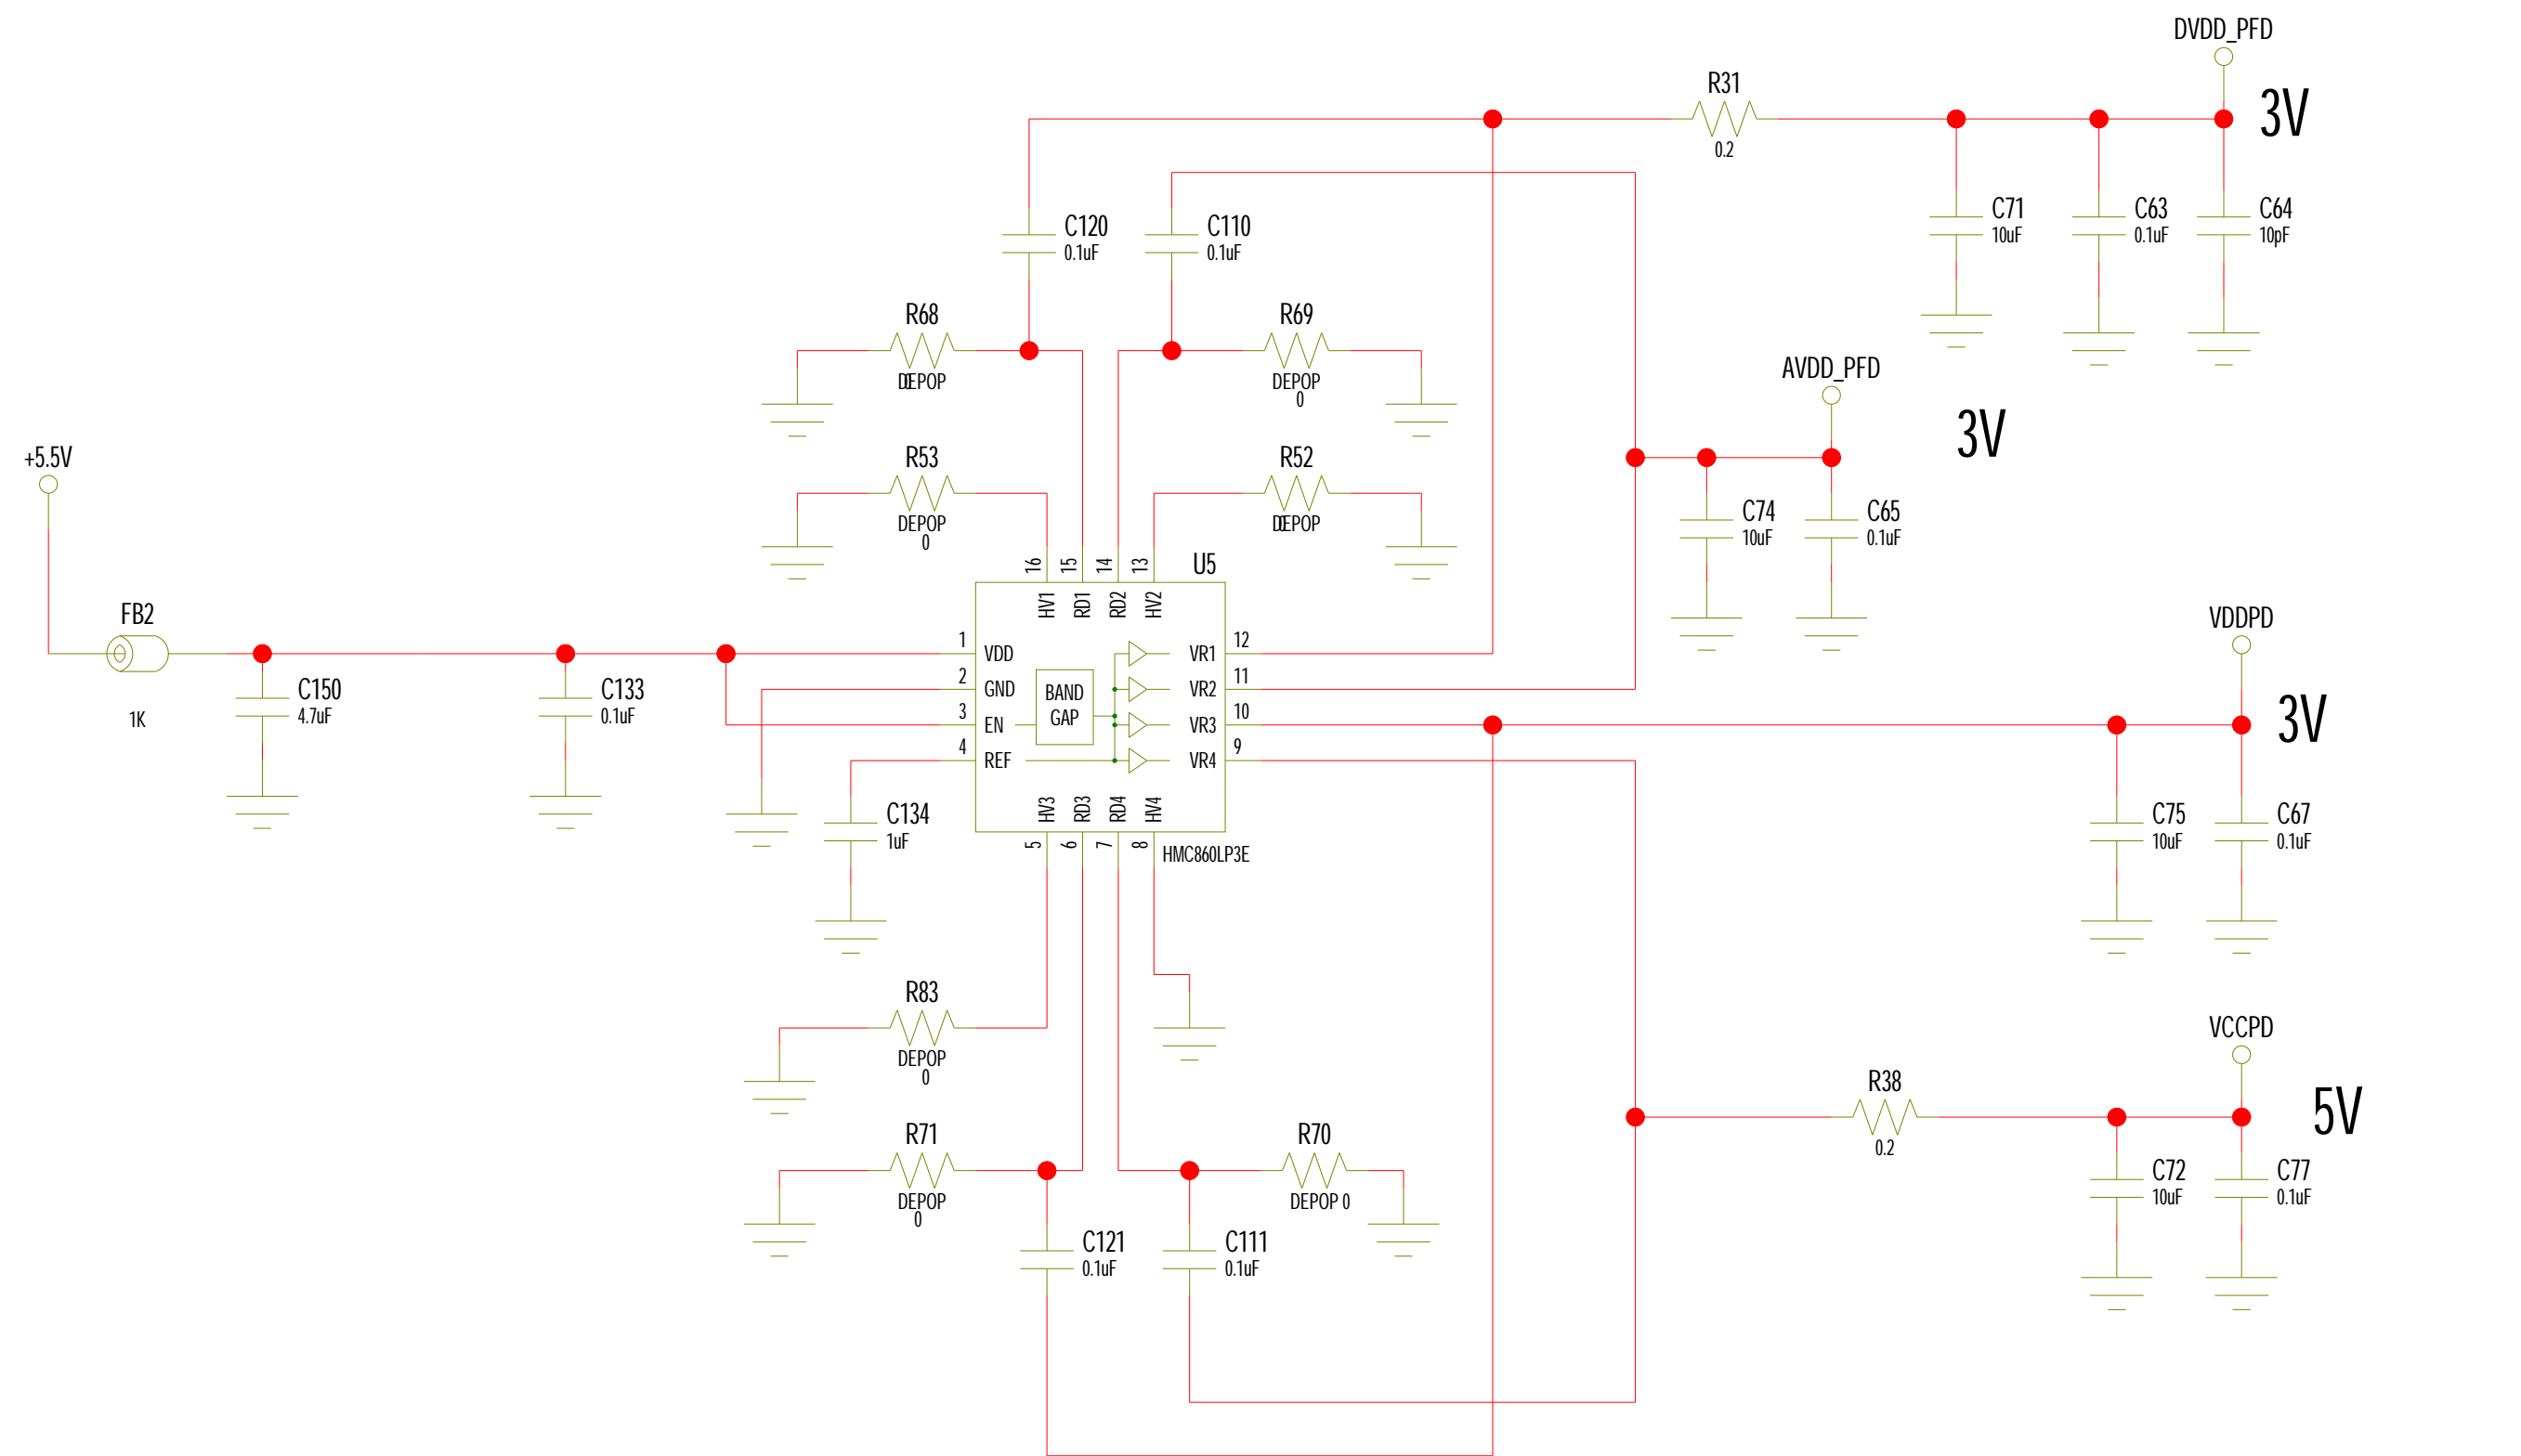 DVDD_PFD
3V
R31
0.2
C120
0.1uF
C110
0.1uF
C71
10uF
C63
0.1uF
C64
10pF
R68
DEPOP
0
R69
DEPOP
0
AVDD_PFD
3V
+5.5V
R53
DEPOP
0
R52
DEPOP
0
C74
10uF
C65
0.1uF
16
15
14
13
U5
HV1
RD1
RD2
HV2
FB2
1K
C150
4.7uF
C133
0.1uF
1
VDD
2
GND
3
EN
4
REF
BAND
GAP
VR1
12
VR2
11
VR3
10
VR4
9
VDDPD
3V
C134
1uF
HV3
RD3
RD4
HV4
5
6
7
8
HMC860LP3E
C75
10uF
C67
0.1uF
R83
DEPOP
0
VCCPD
5V
R38
0.2
R71
DEPOP
0
R70
DEPOP 0
C72
10uF
C77
0.1uF
C121
0.1uF
C111
0.1uF